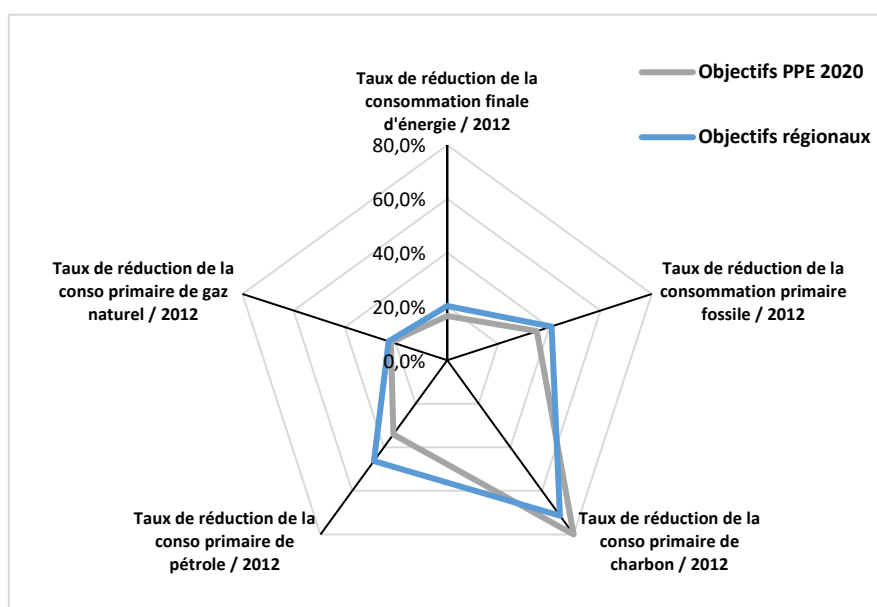 Taux de réduction de la
consommation finale
d'énergie / 2012
Objectifs PPE 2020
Objectifs régionaux
80,0%
60,0%
40,0%
20,0%
0,0%
Taux de réduction de la
consommation primaire
fossile / 2012
Taux de réduction de la
conso primaire de
charbon / 2012
Taux de réduction de la
conso primaire de
pétrole / 2012
Taux de réduction de la
conso primaire de gaz
naturel / 2012